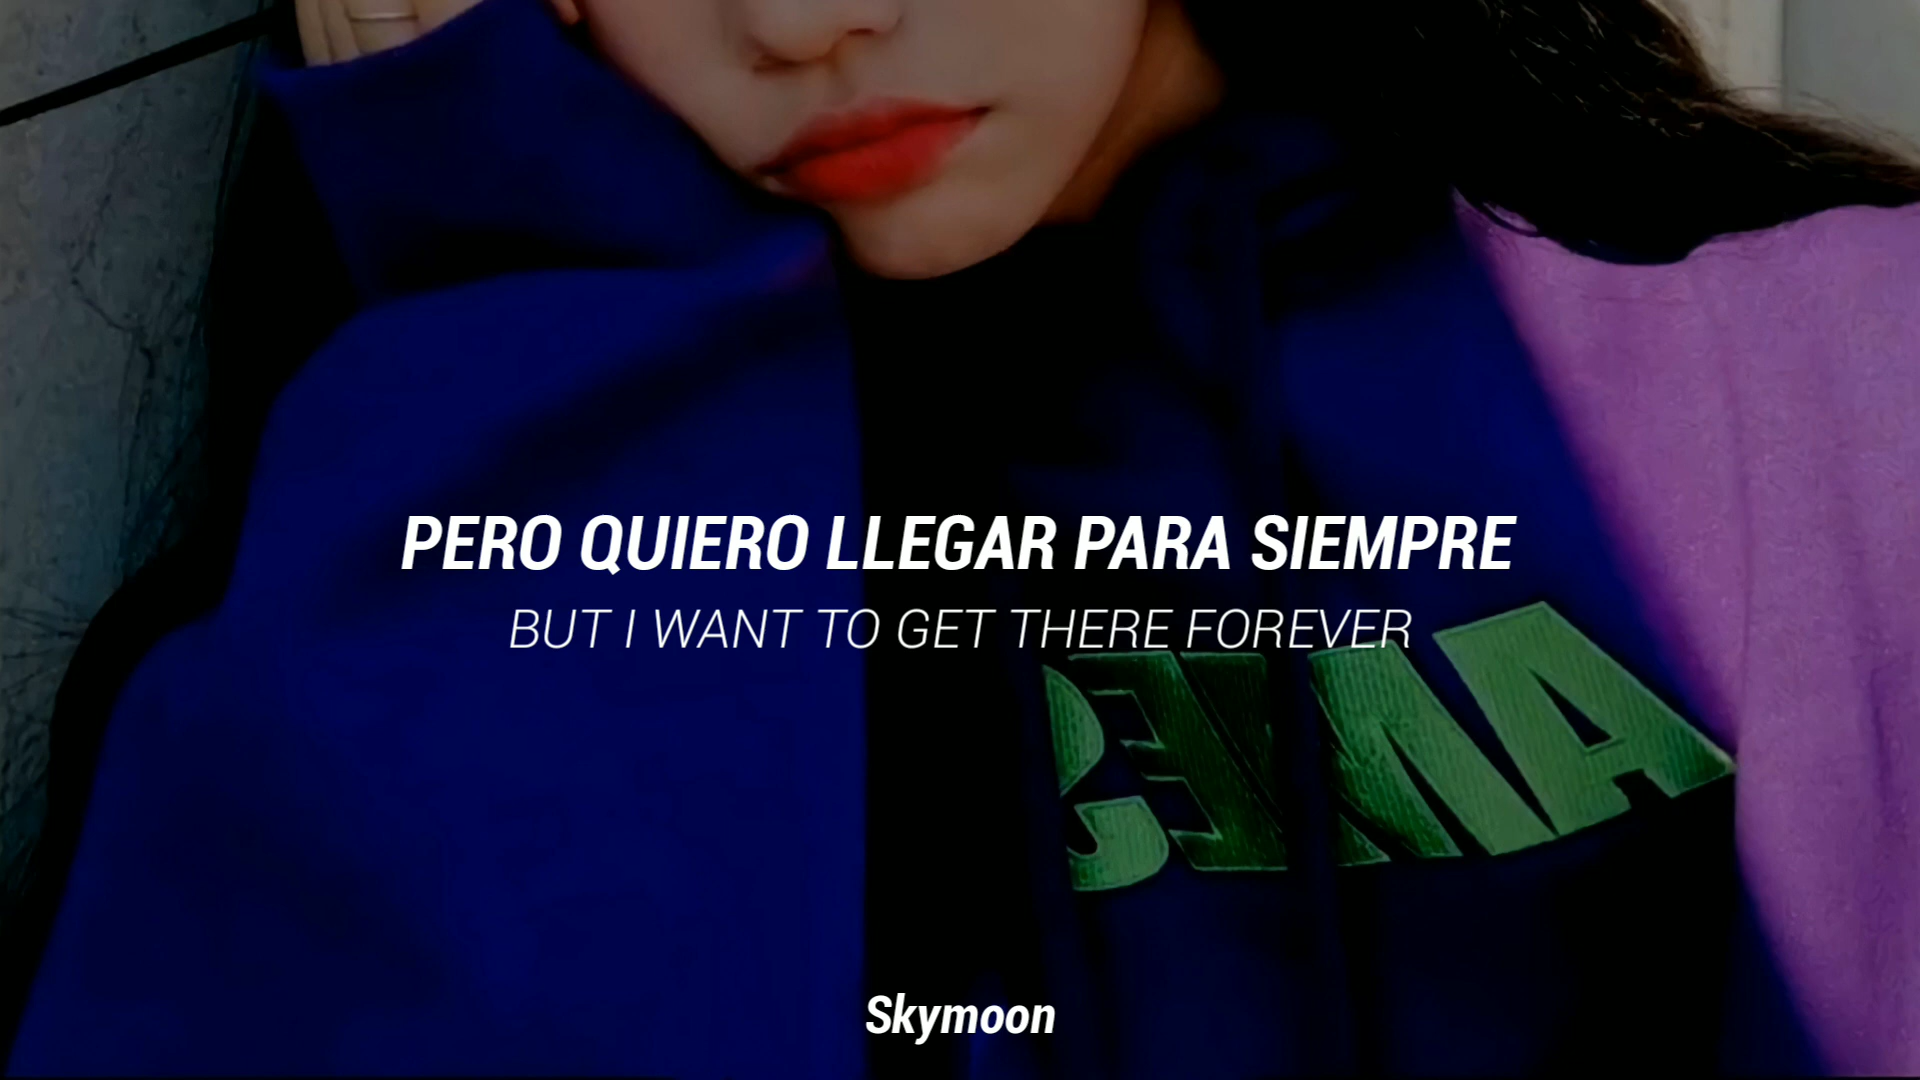 PERO QUIERO LLEGAR PARA SIEMPRE
BUT I WANT TO GET THERE FOREVER
Skymoon